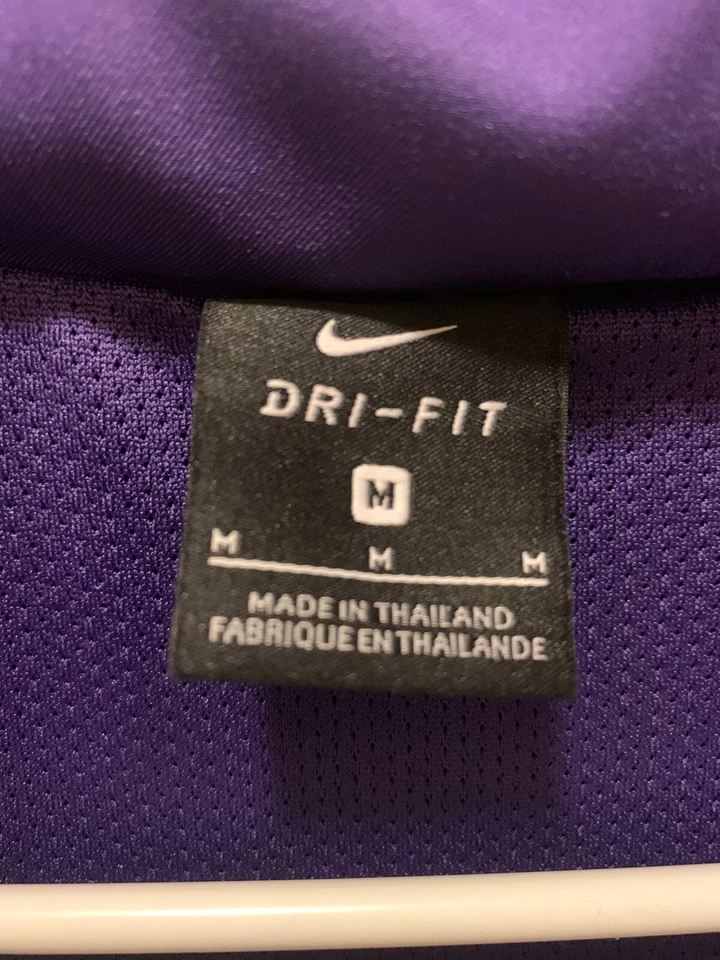 DRI-FIT
M
M M M
MADE IN THAILAND
FABRIQUE EN THAILANDE